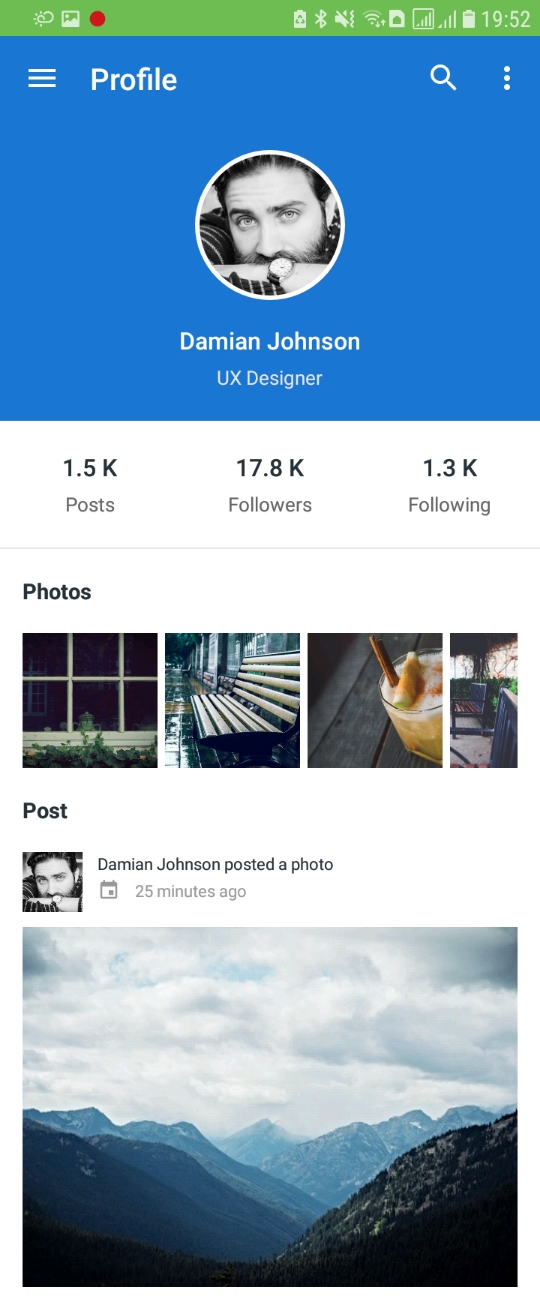 19:52
Profile
Damian Johnson
UX Designer
1.5 K
Posts
17.8 K
Followers
1.3 K
Following
Photos
Post
Damian Johnson posted a photo
25 minutes ago